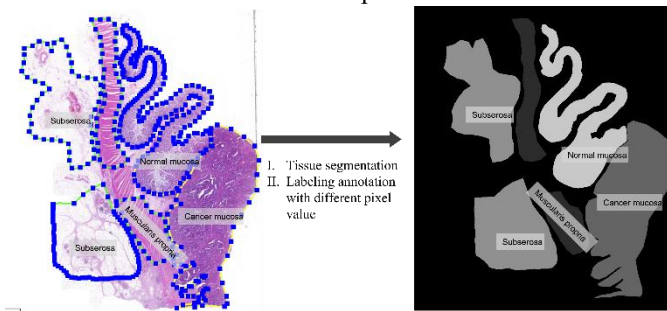 Subserosa
Normal mucosa
Cancer mucosa
Muscularis propria
Subserosa
I. Tissue segmentation
II. Labeling annotation
with different pixel
value
Subserosa
Normal mucosa
Muscularis propria
Cancer mucosa
Subserosa